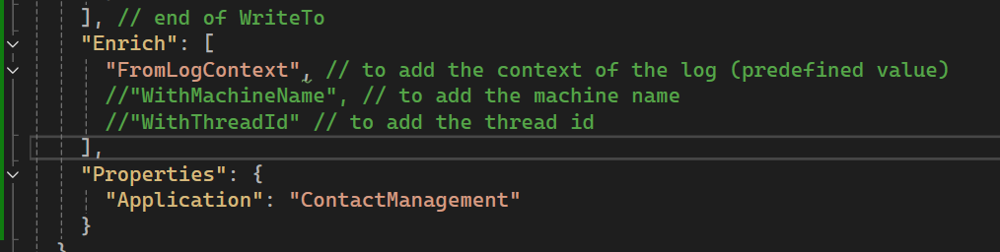 ], // end of WriteTo
"Enrich": [
"FromLogContext", // to add the context of the log (predefined value)
//"WithMachineName", // to add the machine name
//"WithThreadId" // to add the thread id
],
"Properties": {
"Application": "ContactManagement"
}
}